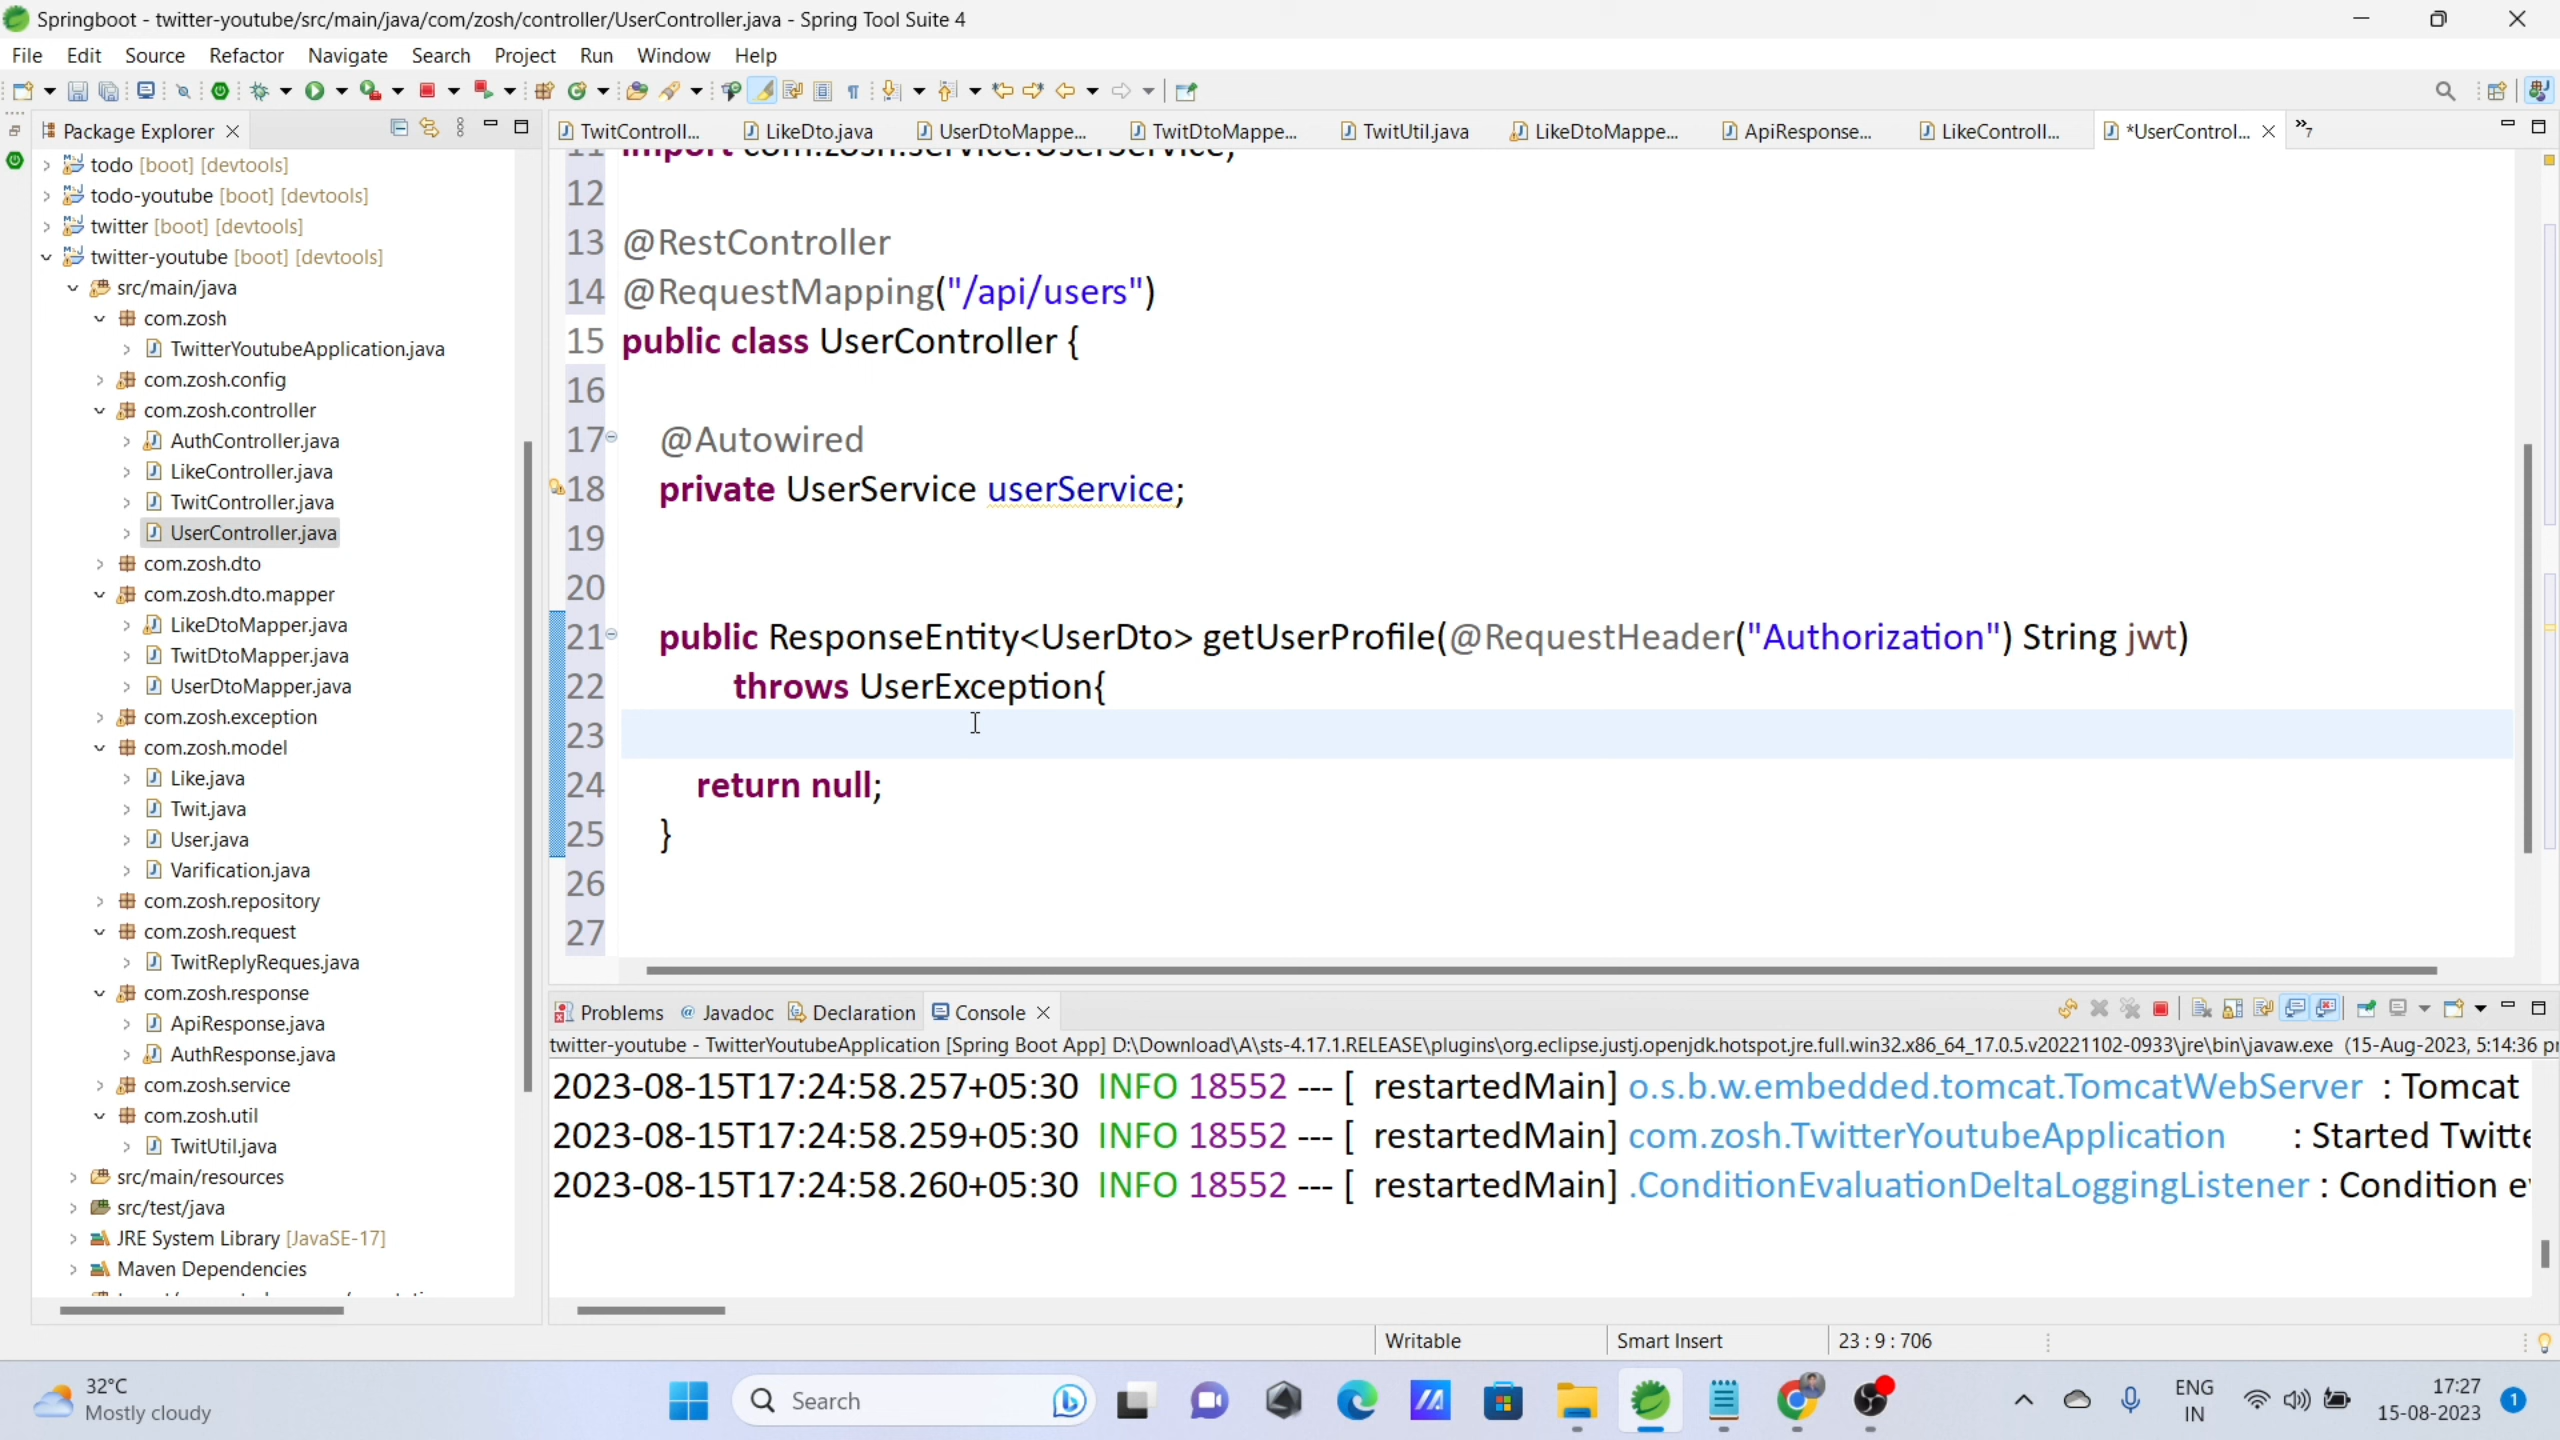 Springboot - twitter-youtube/src/main/java/com/zosh/controller/UserController.java - Spring Tool Suite 4
File Edit Source Refactor Navigate Search Project Run Window Help
Package Explorer
todo [boot] [devtools]
todo-youtube [boot] [devtools]
twitter [boot] [devtools]
twitter-youtube [boot] [devtools]
src/main/java
com.zosh
TwitterYoutubeApplication.java
com.zosh.config
com.zosh.controller
AuthController.java
LikeController.java
TwitController.java
UserController.java
com.zosh.dto
com.zosh.dto.mapper
LikeDtoMapper.java
TwitDtoMapper.java
UserDtoMapper.java
com.zosh.exception
com.zosh.model
Like.java
Twit.java
User.java
Varification.java
com.zosh.repository
com.zosh.request
TwitReplyReques.java
com.zosh.response
ApiResponse.java
AuthResponse.java
com.zosh.service
com.zosh.util
TwitUtil.java
src/main/resources
src/test/java
JRE System Library [JavaSE-17]
Maven Dependencies
TwitControll... LikeDto.java UserDtoMappe... TwitDtoMappe... TwitUtil.java LikeDtoMappe... ApiResponse... LikeControll... *UserControl... »7
11 import com.zosh.service.UserService;
12
13 @RestController
14 @RequestMapping("/api/users")
15 public class UserController {
16
17 @Autowired
18 private UserService userService;
19
20
21 public ResponseEntity<UserDto> getUserProfile(@RequestHeader("Authorization") String jwt)
22 throws UserException{
23
24 return null;
25 }
26
27
Problems @ Javadoc Declaration Console
twitter-youtube - TwitterYoutubeApplication [Spring Boot App] D:\Download\A\sts-4.17.1.RELEASE\plugins\org.eclipse.justj.openjdk.hotspot.jre.full.win32.x86_64_17.0.5.v20221102-0933\jre\bin\javaw.exe (15-Aug-2023, 5:14:36 pr
2023-08-15T17:24:58.257+05:30 INFO 18552 --- [ restartedMain] o.s.b.w.embedded.tomcat.TomcatWebServer : Tomcat
2023-08-15T17:24:58.259+05:30 INFO 18552 --- [ restartedMain] com.zosh.TwitterYoutubeApplication : Started Twitte
2023-08-15T17:24:58.260+05:30 INFO 18552 --- [ restartedMain] .ConditionEvaluationDeltaLoggingListener : Condition e
Writable Smart Insert 23 : 9 : 706
32°C
Mostly cloudy
Search
ENG
IN
17:27
15-08-2023
1